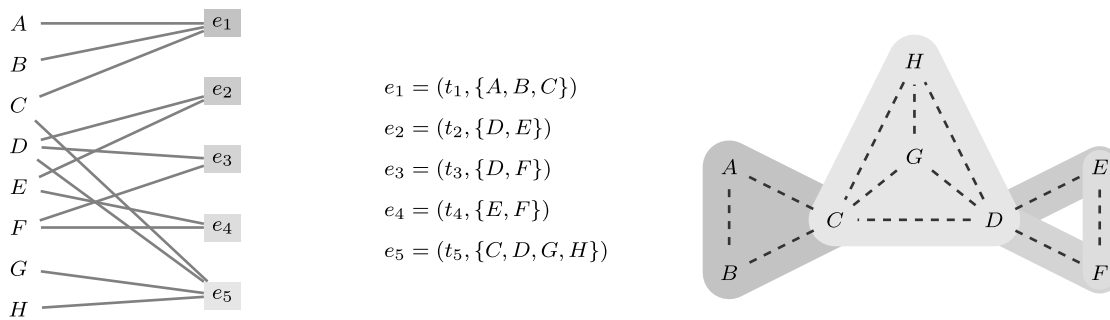 A
B
C
D
E
F
G
H
e₁
e₂
e₃
e₄
e₅
e₁ = (t₁, {A, B, C})
e₂ = (t₂, {D, E})
e₃ = (t₃, {D, F})
e₄ = (t₄, {E, F})
e₅ = (t₅, {C, D, G, H})
H
A
G
E
C
D
B
F